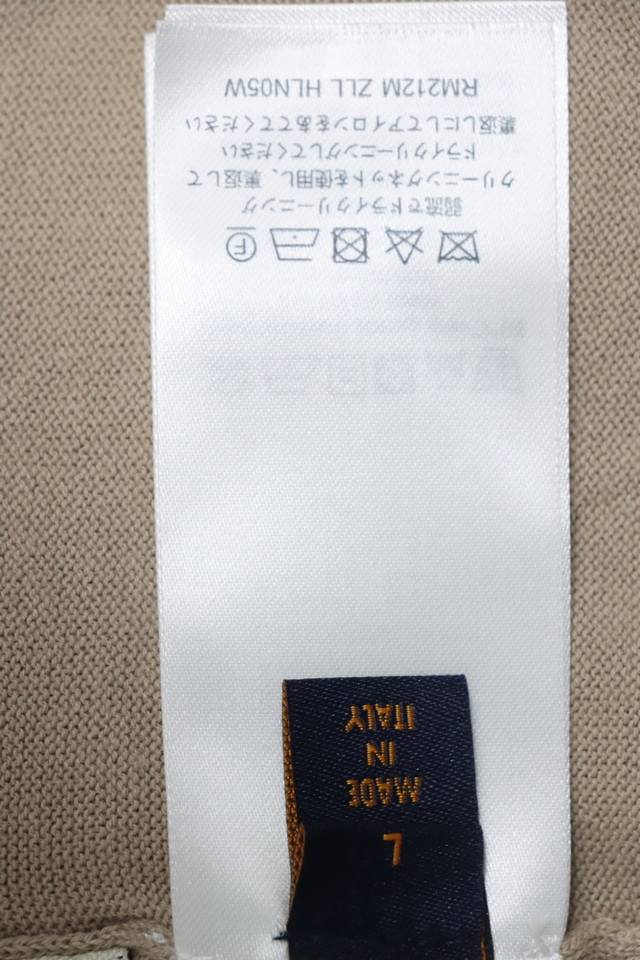 L
MADE
IN
ITALY
F
弱流でドライクリーニング
クリーニングネットを使用し、裏返して
ドライクリーニングしてください
裏返しにしてアイロンをあててください
RM212M ZLL HLN05W